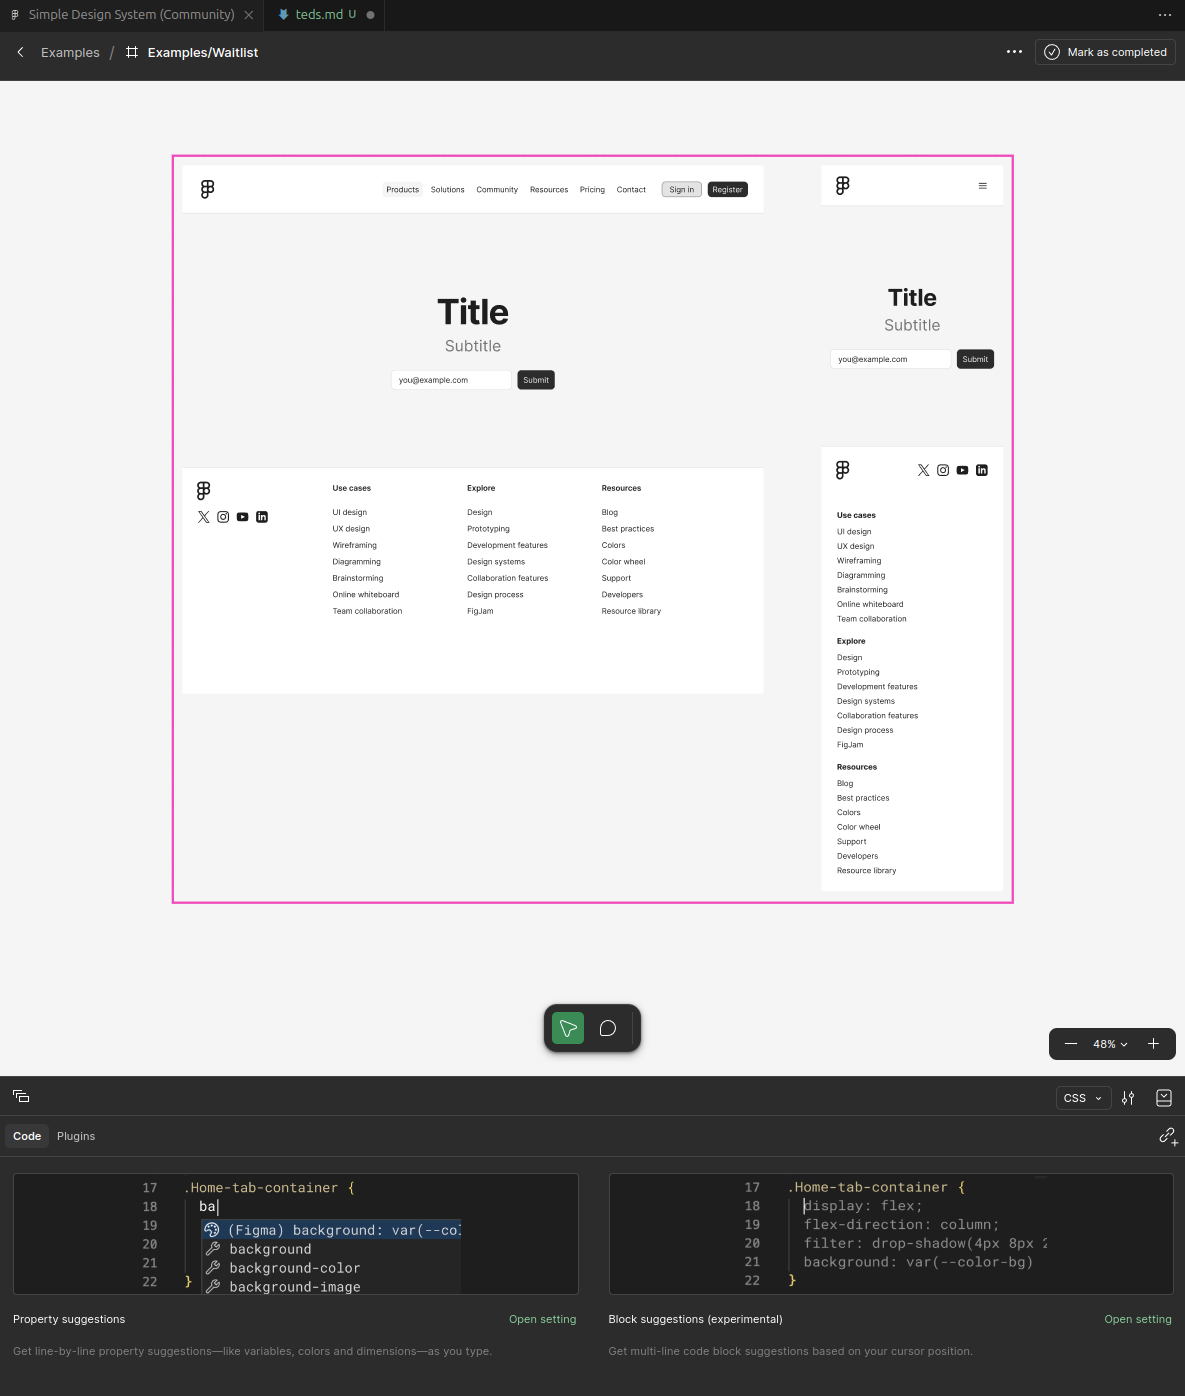 Simple Design System (Community)
teds.md U
Examples / Examples/Waitlist
Mark as completed
Products Solutions Community Resources Pricing Contact Sign in Register
Title
Subtitle
you@example.com Submit
Use cases
UI design
UX design
Wireframing
Diagramming
Brainstorming
Online whiteboard
Team collaboration
Explore
Design
Prototyping
Development features
Design systems
Collaboration features
Design process
FigJam
Resources
Blog
Best practices
Colors
Color wheel
Support
Developers
Resource library
Title
Subtitle
you@example.com Submit
Use cases
UI design
UX design
Wireframing
Diagramming
Brainstorming
Online whiteboard
Team collaboration
Explore
Design
Prototyping
Development features
Design systems
Collaboration features
Design process
FigJam
Resources
Blog
Best practices
Colors
Color wheel
Support
Developers
Resource library
48%
CSS
Code Plugins
17 .Home-tab-container {
18 ba
19 (Figma) background: var(--col
20 background
21 background-color
22 } background-image
Property suggestions Open setting
Get line-by-line property suggestions—like variables, colors and dimensions—as you type.
17 .Home-tab-container {
18 display: flex;
19 flex-direction: column;
20 filter: drop-shadow(4px 8px 2
21 background: var(--color-bg)
22 }
Block suggestions (experimental) Open setting
Get multi-line code block suggestions based on your cursor position.